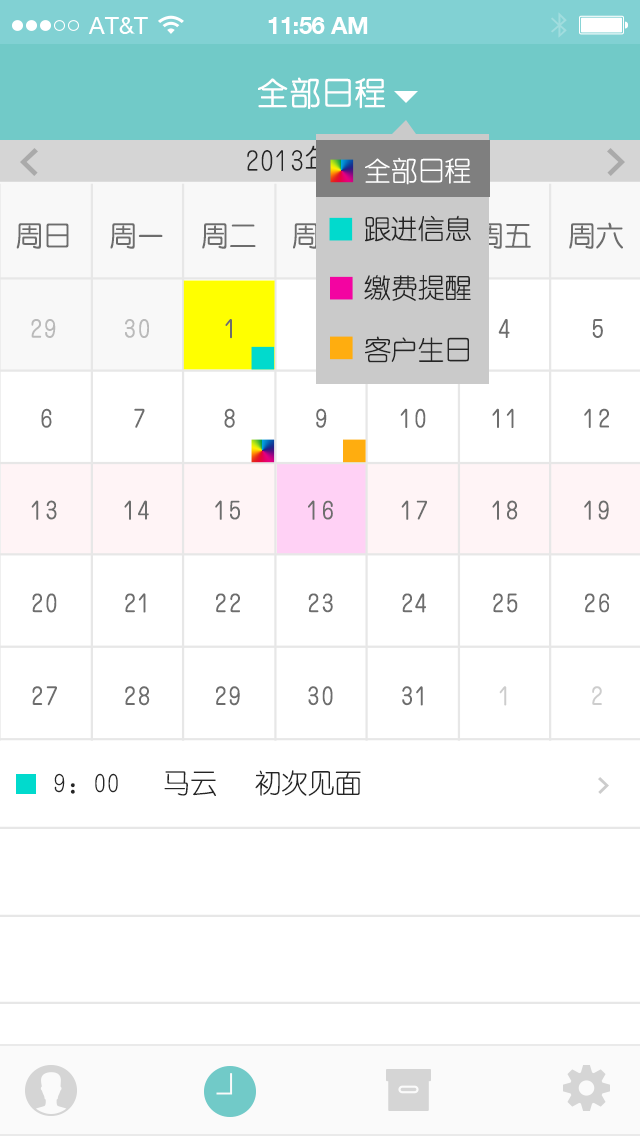 AT&T 11:56 AM
全部日程
2013年
全部日程
跟进信息
缴费提醒
客户生日
周日 周一 周二 周 周五 周六
29 30 1 4 5
6 7 8 9 10 11 12
13 14 15 16 17 18 19
20 21 22 23 24 25 26
27 28 29 30 31 1 2
9：00 马云 初次见面